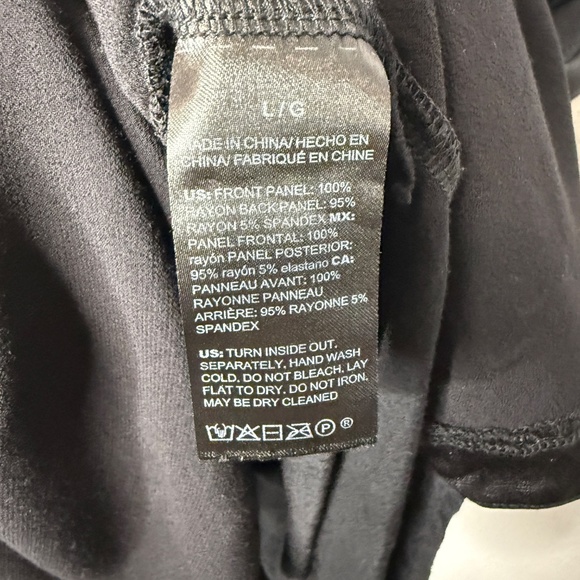 L/G
MADE IN CHINA/ HECHO EN
CHINA/ FABRIQUÉ EN CHINE
US: FRONT PANEL: 100%
RAYON BACK PANEL: 95%
RAYON 5% SPANDEX MX:
PANEL FRONTAL: 100%
rayón PANEL POSTERIOR:
95% rayón 5% elastano CA:
PANNEAU AVANT: 100%
RAYONNE PANNEAU
ARRIÈRE: 95% RAYONNE 5%
SPANDEX
US: TURN INSIDE OUT.
SEPARATELY, HAND WASH
COLD. DO NOT BLEACH. LAY
FLAT TO DRY. DO NOT IRON.
MAY BE DRY CLEANED
P ®